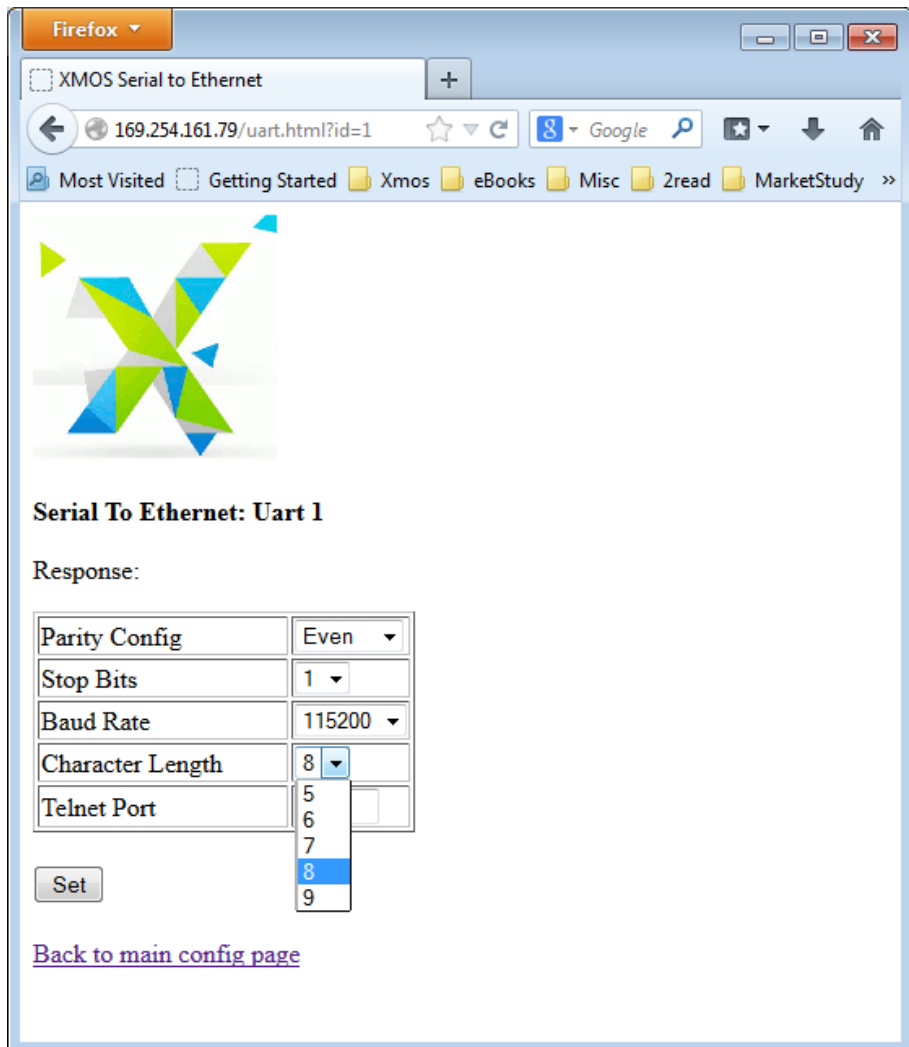 Firefox
XMOS Serial to Ethernet
169.254.161.79/uart.html?id=1 8 Google
Most Visited Getting Started Xmos eBooks Misc 2read MarketStudy »
Serial To Ethernet: Uart 1
Response:
Parity Config Even
Stop Bits 1
Baud Rate 115200
Character Length 8
5
Telnet Port
6
7
8
9
Set
Back to main config page